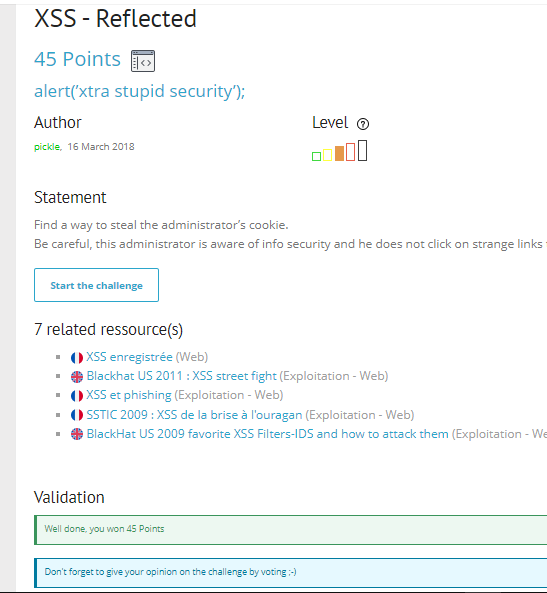 XSS - Reflected
45 Points
alert(‘xtra stupid security’);
Author
Level
pickle, 16 March 2018
Statement
Find a way to steal the administrator’s cookie.
Be careful, this administrator is aware of info security and he does not click on strange links
Start the challenge
7 related ressource(s)
XSS enregistrée (Web)
Blackhat US 2011 : XSS street fight (Exploitation - Web)
XSS et phishing (Exploitation - Web)
SSTIC 2009 : XSS de la brise à l'ouragan (Exploitation - Web)
BlackHat US 2009 favorite XSS Filters-IDS and how to attack them (Exploitation - We
Validation
Well done, you won 45 Points
Don't forget to give your opinion on the challenge by voting ;-)